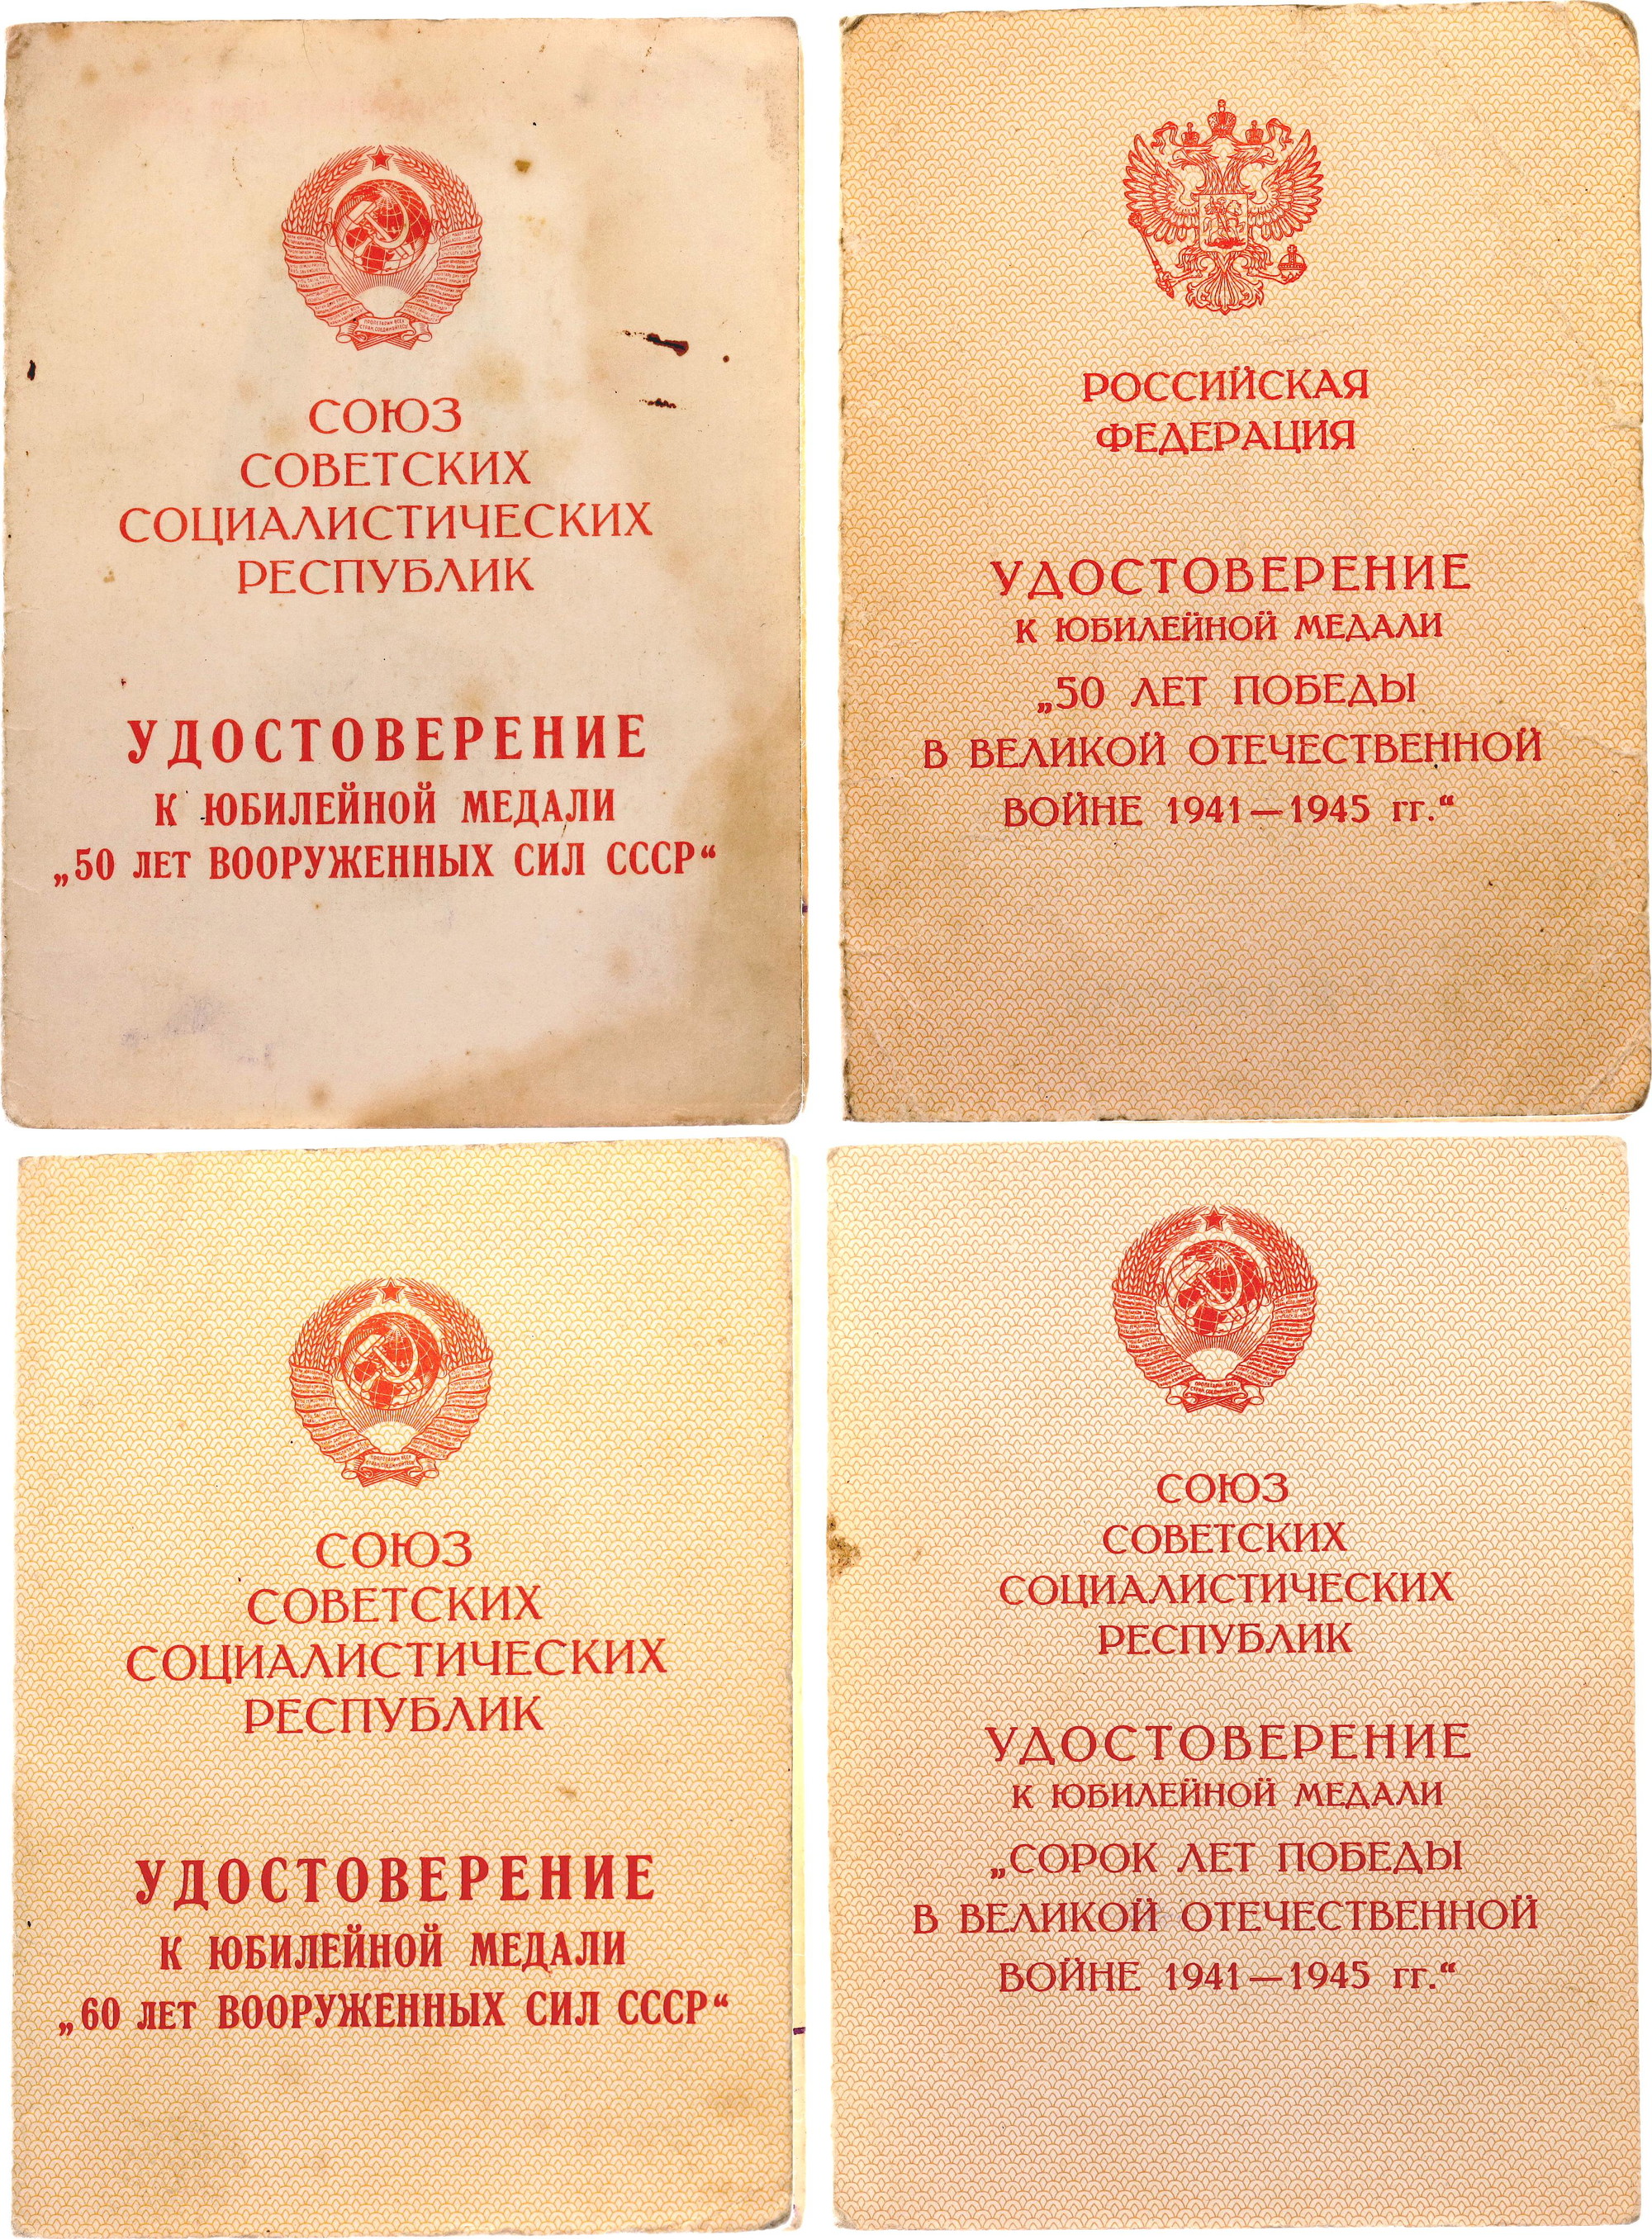 СОЮЗ
СОВЕТСКИХ
СОЦИАЛИСТИЧЕСКИХ
РЕСПУБЛИК
УДОСТОВЕРЕНИЕ
К ЮБИЛЕЙНОЙ МЕДАЛИ
„50 ЛЕТ ВООРУЖЕННЫХ СИЛ СССР“
РОССИЙСКАЯ
ФЕДЕРАЦИЯ
УДОСТОВЕРЕНИЕ
К ЮБИЛЕЙНОЙ МЕДАЛИ
„50 ЛЕТ ПОБЕДЫ
В ВЕЛИКОЙ ОТЕЧЕСТВЕННОЙ
ВОЙНЕ 1941—1945 гг.“
СОЮЗ
СОВЕТСКИХ
СОЦИАЛИСТИЧЕСКИХ
РЕСПУБЛИК
УДОСТОВЕРЕНИЕ
К ЮБИЛЕЙНОЙ МЕДАЛИ
„60 ЛЕТ ВООРУЖЕННЫХ СИЛ СССР“
СОЮЗ
СОВЕТСКИХ
СОЦИАЛИСТИЧЕСКИХ
РЕСПУБЛИК
УДОСТОВЕРЕНИЕ
К ЮБИЛЕЙНОЙ МЕДАЛИ
„СОРОК ЛЕТ ПОБЕДЫ
В ВЕЛИКОЙ ОТЕЧЕСТВЕННОЙ
ВОЙНЕ 1941—1945 гг.“